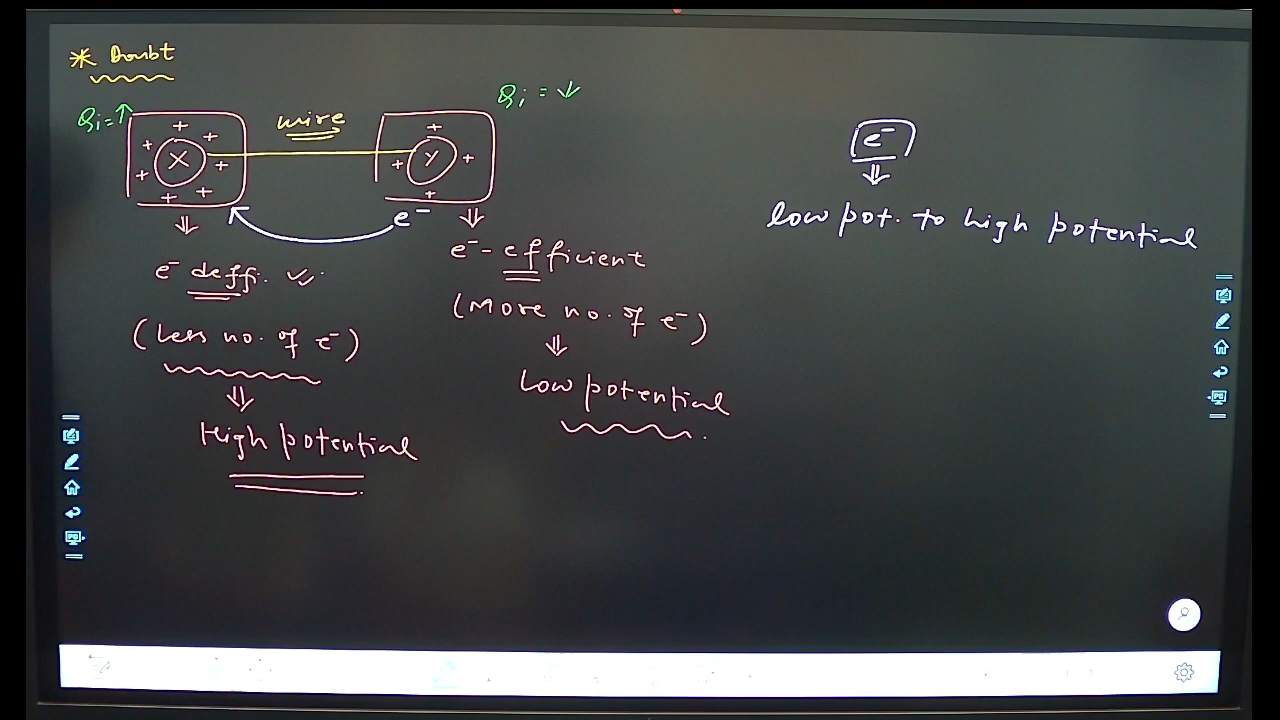 * Doubt
Qi = ↑
wire
Qi = ↓
+ + + + + + + +
X
+ + + +
Y
e⁻
⇓
⇓
e⁻ deffi. ✓✓
(Less no. of e⁻)
⇓
High potential
e⁻- efficient
(More no. of e⁻)
⇓
Low potential
e⁻
⇓
low pot. to high potential